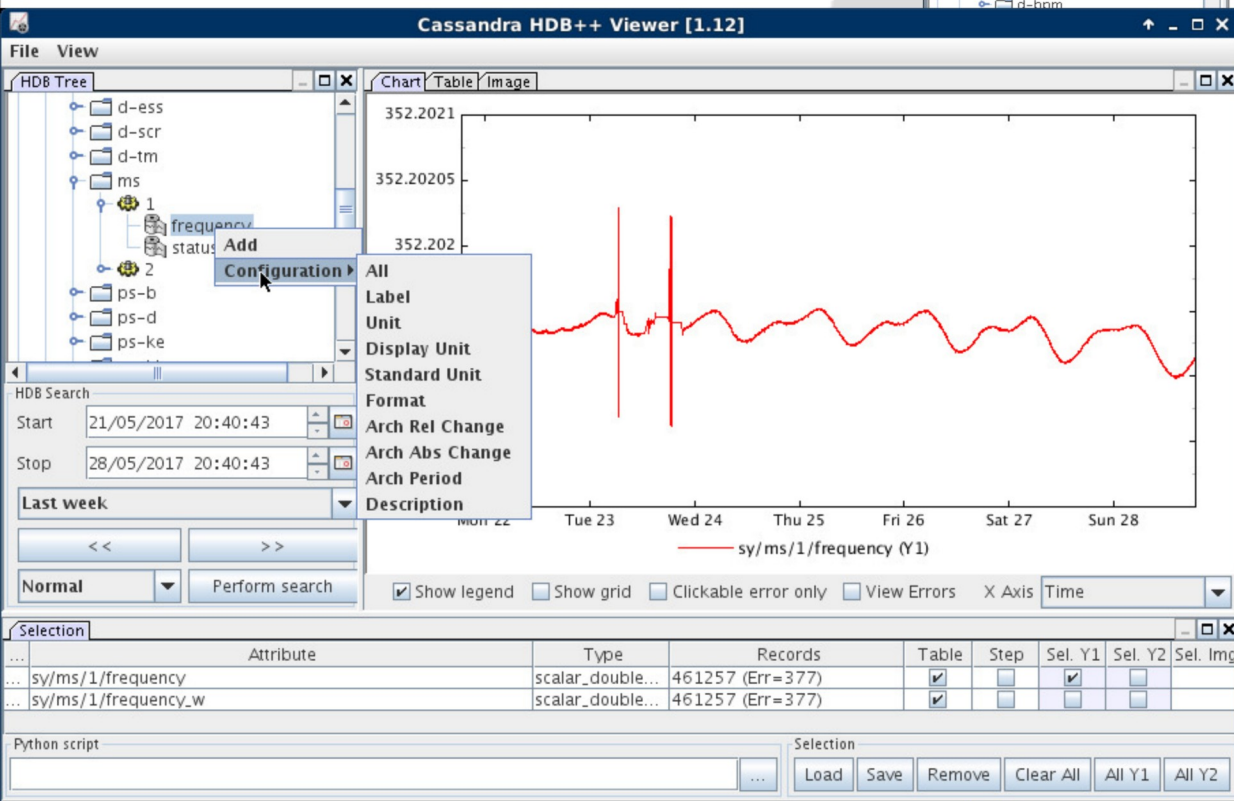 d-bpm
Cassandra HDB++ Viewer [1.12]
File View
HDB Tree
d-ess
d-scr
d-tm
ms
1
frequency
status
2
ps-b
ps-d
ps-ke
Add
Configuration
All
Label
Unit
Display Unit
Standard Unit
Format
Arch Rel Change
Arch Abs Change
Arch Period
Description
HDB Search
Start 21/05/2017 20:40:43
Stop 28/05/2017 20:40:43
Last week
<< >>
Normal Perform search
Chart Table Image
352.2021
352.20205
352.202
Mon 22 Tue 23 Wed 24 Thu 25 Fri 26 Sat 27 Sun 28
sy/ms/1/frequency (Y1)
Show legend Show grid Clickable error only View Errors X Axis Time
Selection
... Attribute Type Records Table Step Sel. Y1 Sel. Y2 Sel. Img
... sy/ms/1/frequency scalar_double... 461257 (Err=377)
... sy/ms/1/frequency_w scalar_double... 461257 (Err=377)
Python script
...
Selection
Load Save Remove Clear All All Y1 All Y2